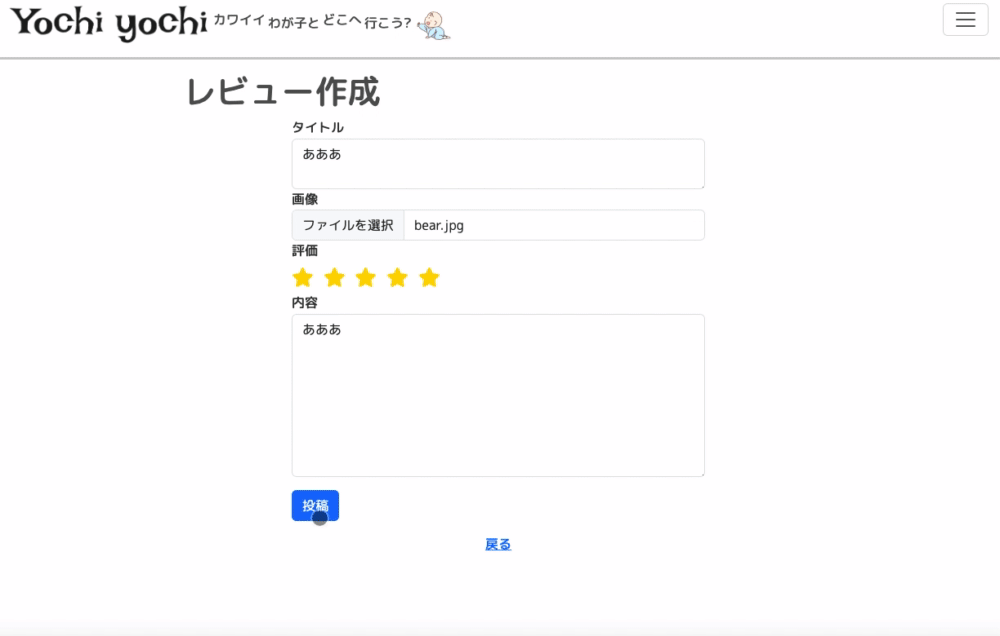 Yochi yochi カワイイ わが子と どこへ 行こう?
レビュー作成
タイトル
あああ
画像
ファイルを選択 bear.jpg
評価
内容
あああ
投稿
戻る